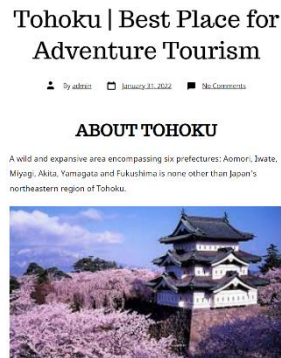 Tohoku | Best Place for
Adventure Tourism
By admin January 31, 2022 No Comments
ABOUT TOHOKU
A wild and expansive area encompassing six prefectures: Aomori, Iwate,
Miyagi, Akita, Yamagata and Fukushima is none other than Japan's
northeastern region of Tohoku.